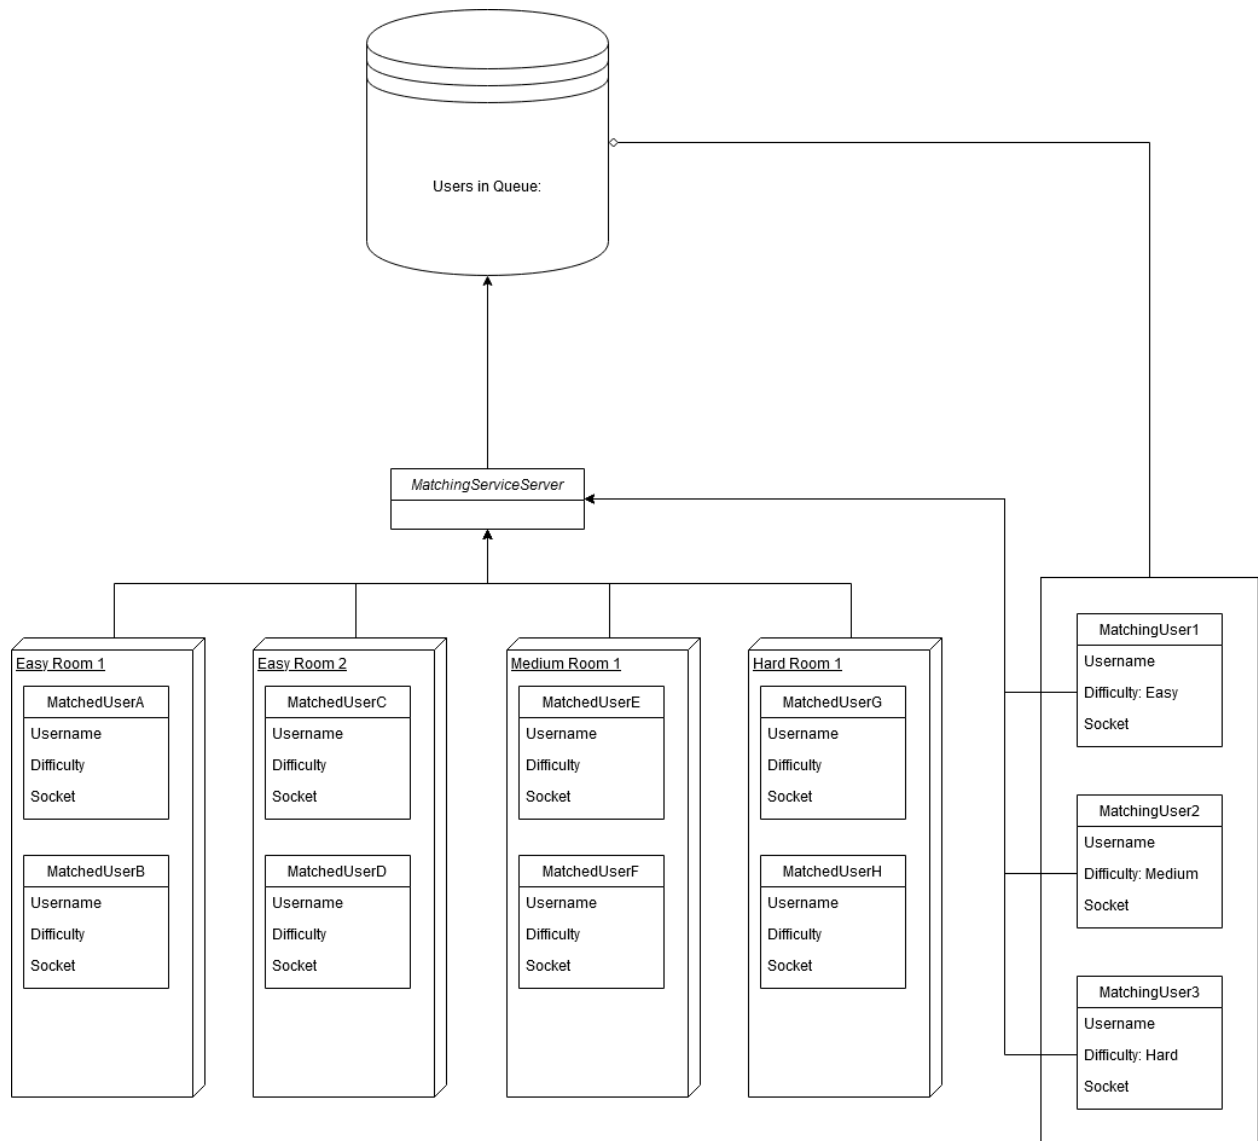 Users in Queue:
MatchingServiceServer
Easy Room 1
MatchedUserA
Username
Difficulty
Socket
MatchedUserB
Username
Difficulty
Socket
Easy Room 2
MatchedUserC
Username
Difficulty
Socket
MatchedUserD
Username
Difficulty
Socket
Medium Room 1
MatchedUserE
Username
Difficulty
Socket
MatchedUserF
Username
Difficulty
Socket
Hard Room 1
MatchedUserG
Username
Difficulty
Socket
MatchedUserH
Username
Difficulty
Socket
MatchingUser1
Username
Difficulty: Easy
Socket
MatchingUser2
Username
Difficulty: Medium
Socket
MatchingUser3
Username
Difficulty: Hard
Socket